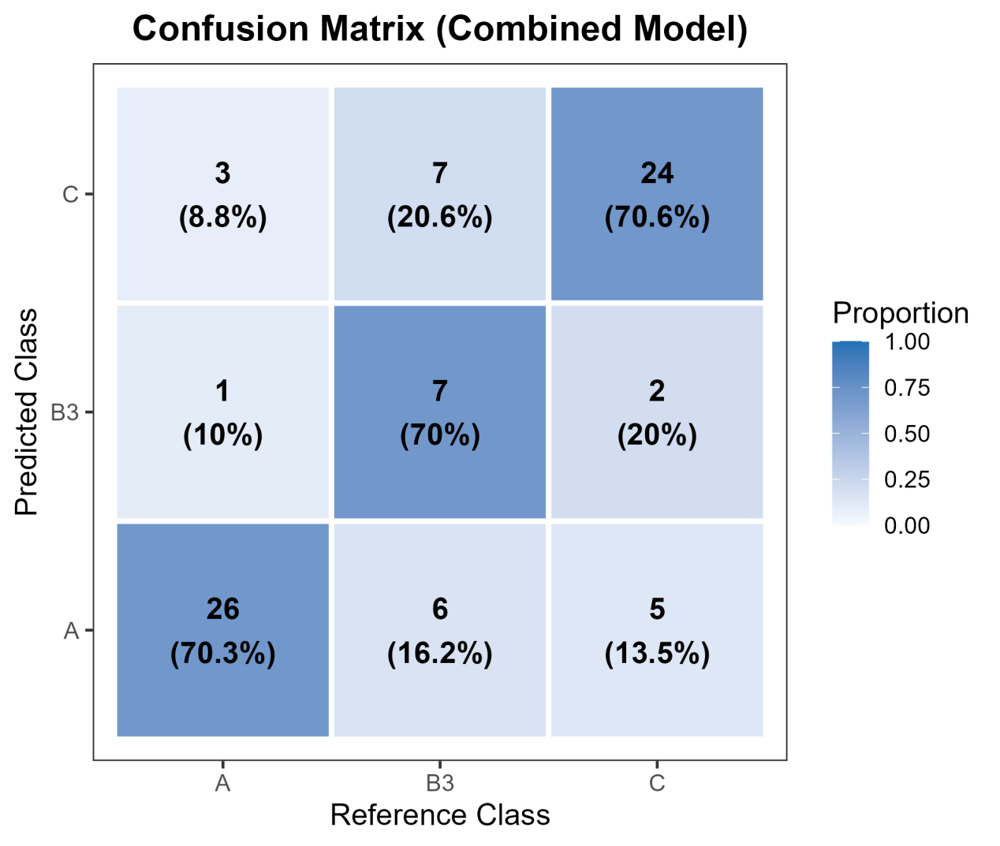 Confusion Matrix (Combined Model)
Predicted Class
C
3
(8.8%)
7
(20.6%)
24
(70.6%)
B3
1
(10%)
7
(70%)
2
(20%)
A
26
(70.3%)
6
(16.2%)
5
(13.5%)
A
B3
C
Reference Class
Proportion
1.00
0.75
0.50
0.25
0.00